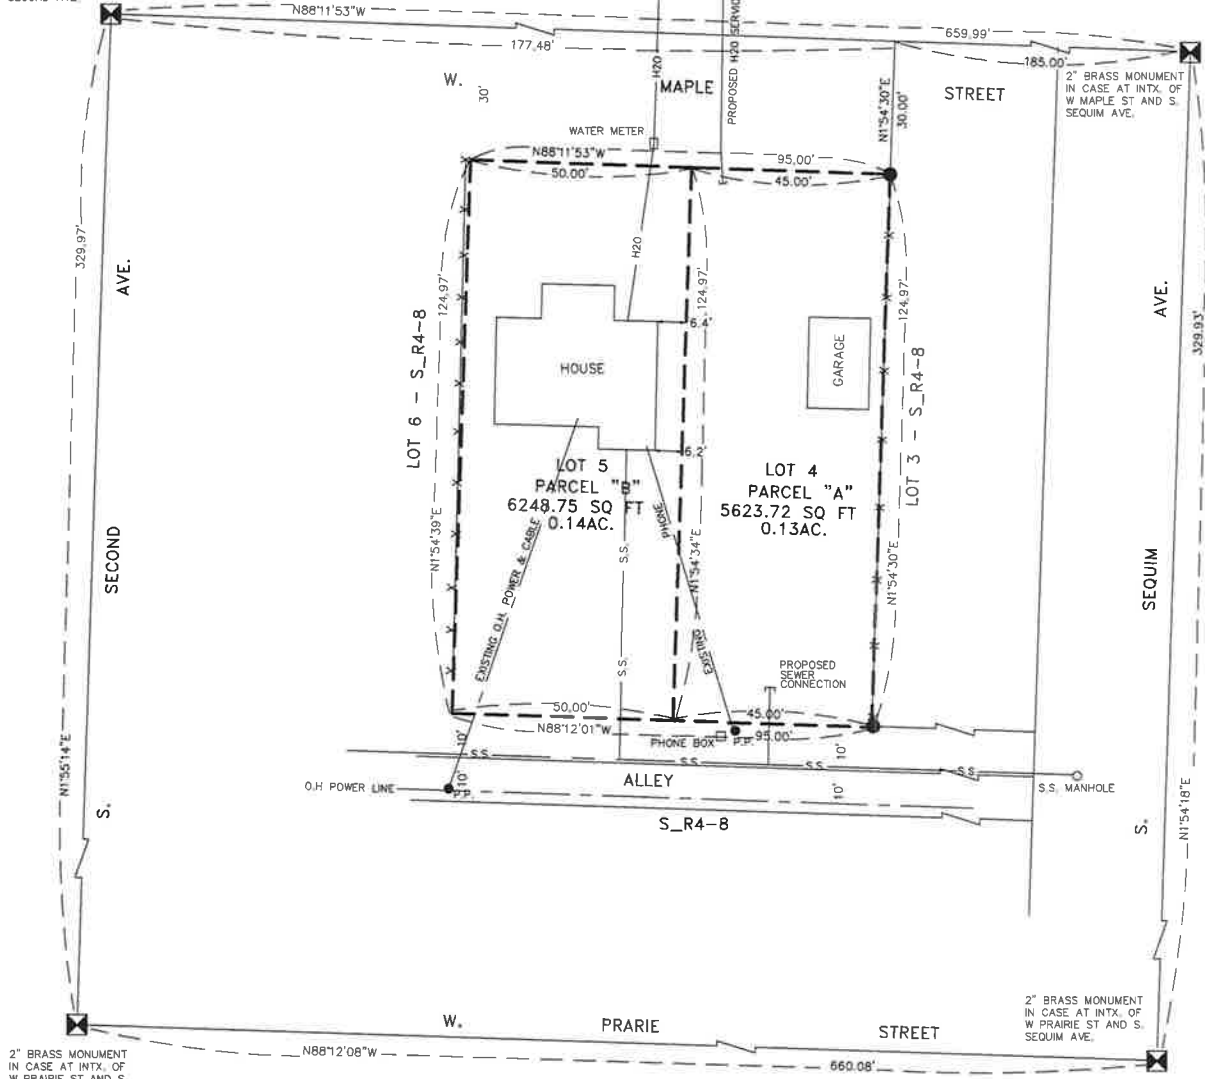 N88°11'53"W
177.48'
659.99'
185.00'
W.
30'
MAPLE
STREET
H2O
PROPOSED H2O SERVIC
N1°54'30"E
30.00'
2" BRASS MONUMENT
IN CASE AT INTX. OF
W MAPLE ST AND S.
SEQUIM AVE.
WATER METER
N88°11'53"W
95.00'
50.00'
45.00'
329.97'
AVE.
SECOND
S.
N1°55'14"E
LOT 6 - S_R4-8
124.97'
N1°54'39"E
H2O
124.97'
6.4'
HOUSE
6.2'
GARAGE
124.97'
LOT 3 - S_R4-8
N1°54'30"E
AVE.
SEQUIM
S.
329.93'
N1°54'18"E
LOT 5
PARCEL "B"
6248.75 SQ FT
0.14AC.
LOT 4
PARCEL "A"
5623.72 SQ FT
0.13AC.
EXISTING O.H. POWER & CABLE
S.S.
S.S.
PHONE
EXISTING
N1°54'34"E
PROPOSED
SEWER
CONNECTION
50.00'
45.00'
N88°12'01"W
95.00'
PHONE BOX
P.P.
10'
10'
S.S.
S.S.
S.S.
S.S.
ALLEY
10'
10'
O.H POWER LINE
P.P.
S.S. MANHOLE
S_R4-8
W.
PRARIE
STREET
N88°12'08"W
660.08'
2" BRASS MONUMENT
IN CASE AT INTX. OF
W PRAIRIE ST AND S.
SEQUIM AVE.
2" BRASS MONUMENT
IN CASE AT INTX. OF
W PRAIRIE ST AND S.